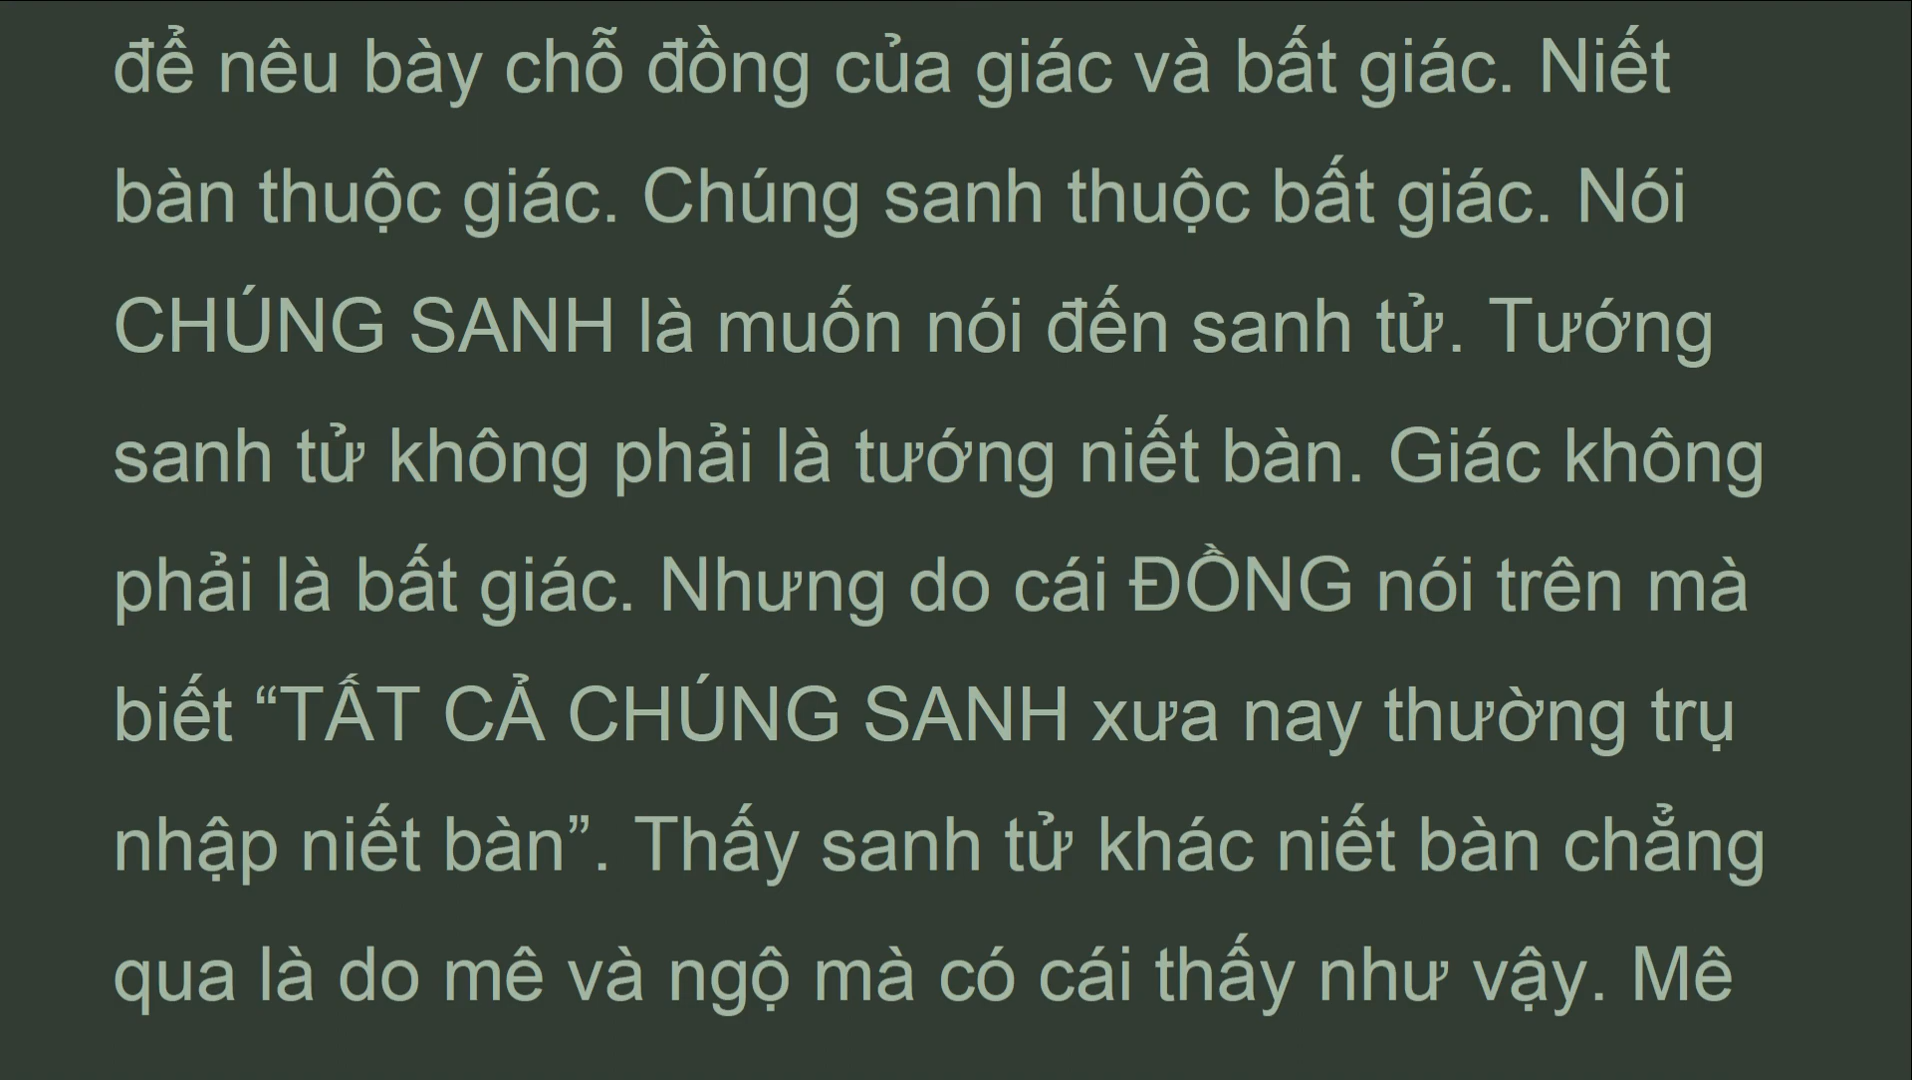 để nêu bày chỗ đồng của giác và bất giác. Niết
bàn thuộc giác. Chúng sanh thuộc bất giác. Nói
CHÚNG SANH là muốn nói đến sanh tử. Tướng
sanh tử không phải là tướng niết bàn. Giác không
phải là bất giác. Nhưng do cái ĐỒNG nói trên mà
biết “TẤT CẢ CHÚNG SANH xưa nay thường trụ
nhập niết bàn”. Thấy sanh tử khác niết bàn chẳng
qua là do mê và ngộ mà có cái thấy như vậy. Mê